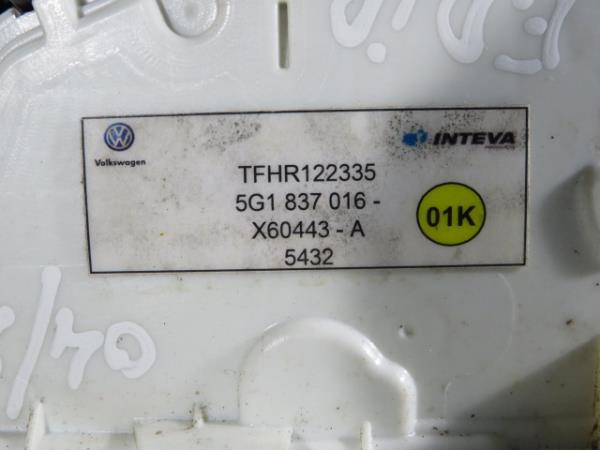 Volkswagen
INTEVA
TFHR122335
5G1 837 016 -
X60443 - A
5432
01K